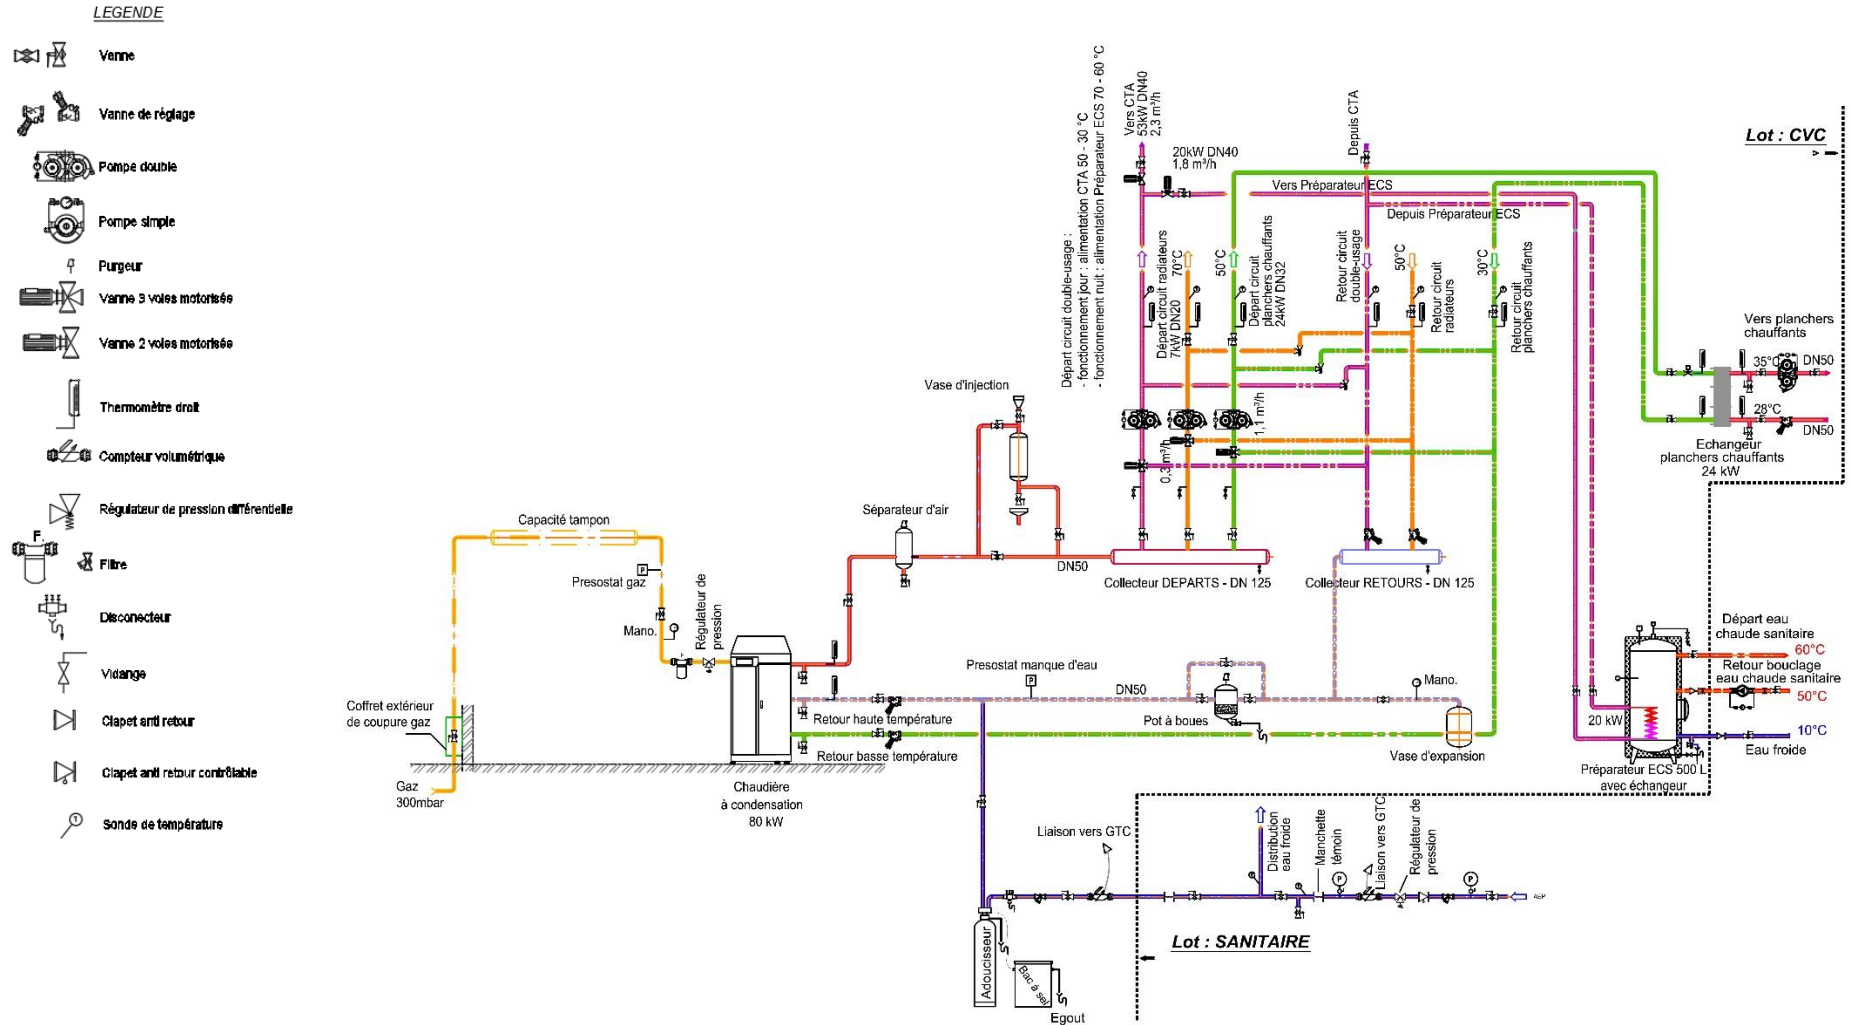 LEGENDE
Vanne
Vanne de réglage
Pompe double
Pompe simple
Purgeur
Vanne 3 voies motorisée
Vanne 2 voies motorisée
Thermomètre droit
Compteur volumétrique
Régulateur de pression différentielle
F.
Filtre
Disconecteur
Vidange
Clapet anti retour
Clapet anti retour contrôlable
Sonde de température
Capacité tampon
Presostat gaz
P
Mano.
Régulateur de
pression
F
Coffret extérieur
de coupure gaz
Gaz
300mbar
Chaudière
à condensation
80 kW
Retour haute température
Retour basse température
Séparateur d'air
Vase d'injection
DN50
Presostat manque d'eau
P
DN50
Pot à boues
Mano.
Vase d'expansion
Collecteur DEPARTS - DN 125
Collecteur RETOURS - DN 125
Départ circuit double-usage :
- fonctionement jour : alimentation CTA 50 - 30 °C
- fonctionement nuit : alimentation Préparateur ECS 70 - 60 °C
Vers CTA
53kW DN40
2,3 m³/h
20kW DN40
1,8 m³/h
Vers Préparateur ECS
Depuis CTA
Depuis Préparateur ECS
Départ circuit radiateurs
7kW DN20
70°C
50°C
Départ circuit
planchers chauffants
24kW DN32
Retour circuit
double-usage
50°C
Retour circuit
radiateurs
30°C
Retour circuit
planchers chauffants
0,3 m³/h
1,1 m³/h
Lot : CVC
Vers planchers
chauffants
35°C
DN50
28°C
DN50
Echangeur
planchers chauffants
24 kW
Départ eau
chaude sanitaire
60°C
Retour bouclage
eau chaude sanitaire
50°C
20 kW
10°C
Eau froide
Préparateur ECS 500 L
avec échangeur
Liaison vers GTC
Distribution
eau froide
Manchette
témoin
P
Liaison vers GTC
Régulateur de
pression
P
AEP
Adoucisseur
Bac à sel
Egout
Lot : SANITAIRE